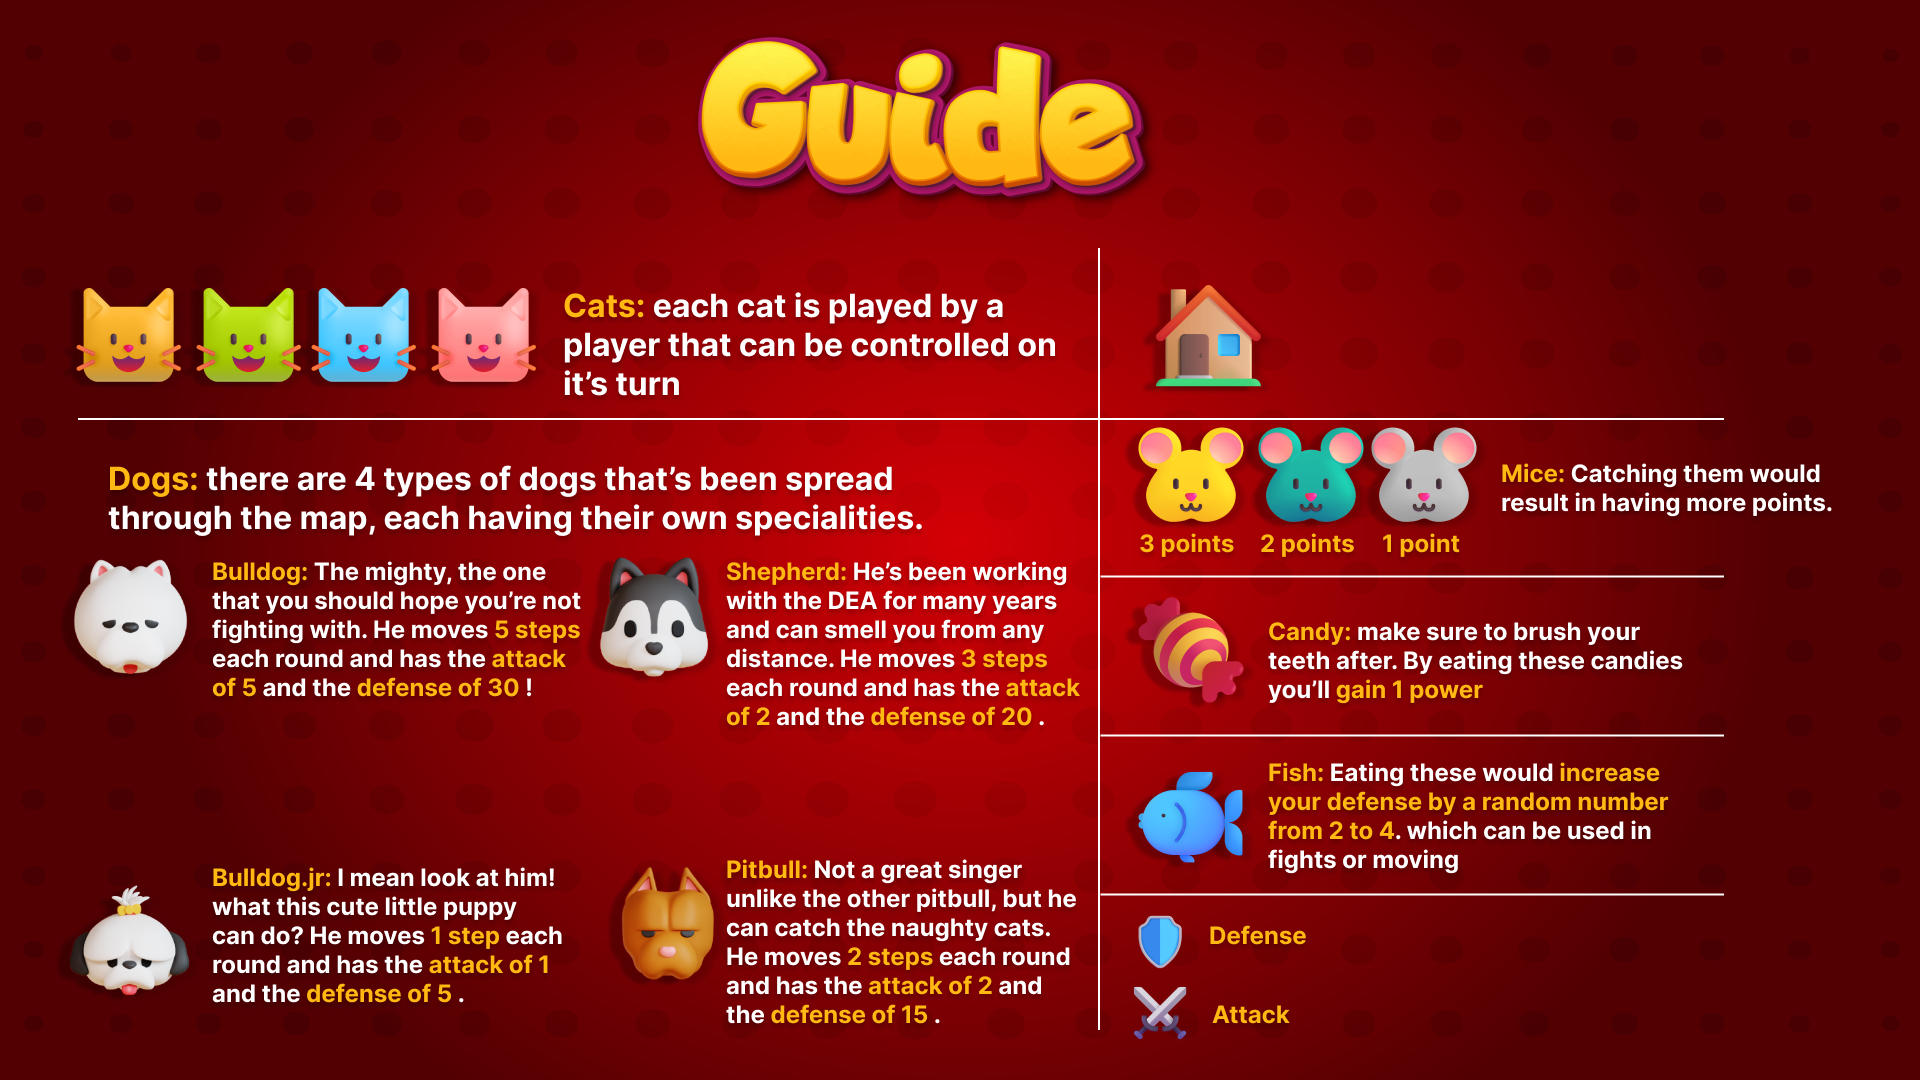 Guide
Cats: each cat is played by a
player that can be controlled on
it's turn
Dogs: there are 4 types of dogs that's been spread
through the map, each having their own specialities.
Bulldog: The mighty, the one
that you should hope you're not
fighting with. He moves 5 steps
each round and has the attack
of 5 and the defense of 30 !
Shepherd: He's been working
with the DEA for many years
and can smell you from any
distance. He moves 3 steps
each round and has the attack
of 2 and the defense of 20 .
Bulldog.jr: I mean look at him!
what this cute little puppy
can do? He moves 1 step each
round and has the attack of 1
and the defense of 5 .
Pitbull: Not a great singer
unlike the other pitbull, but he
can catch the naughty cats.
He moves 2 steps each round
and has the attack of 2 and
the defense of 15 .
Mice: Catching them would
result in having more points.
3 points 2 points 1 point
Candy: make sure to brush your
teeth after. By eating these candies
you'll gain 1 power
Fish: Eating these would increase
your defense by a random number
from 2 to 4. which can be used in
fights or moving
Defense
Attack